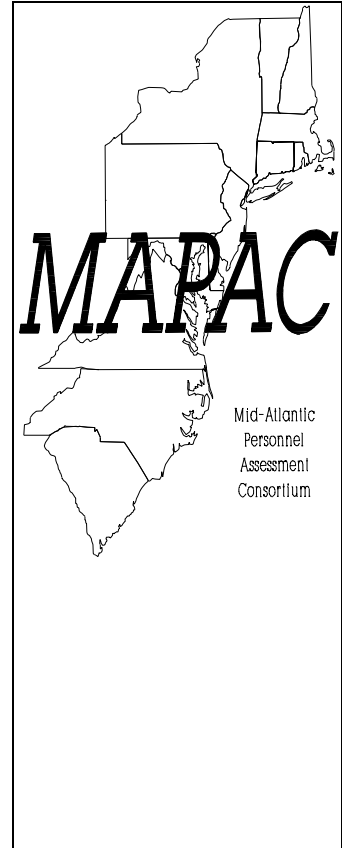 MAPAC
Mid-Atlantic
Personnel
Assessment
Consortium